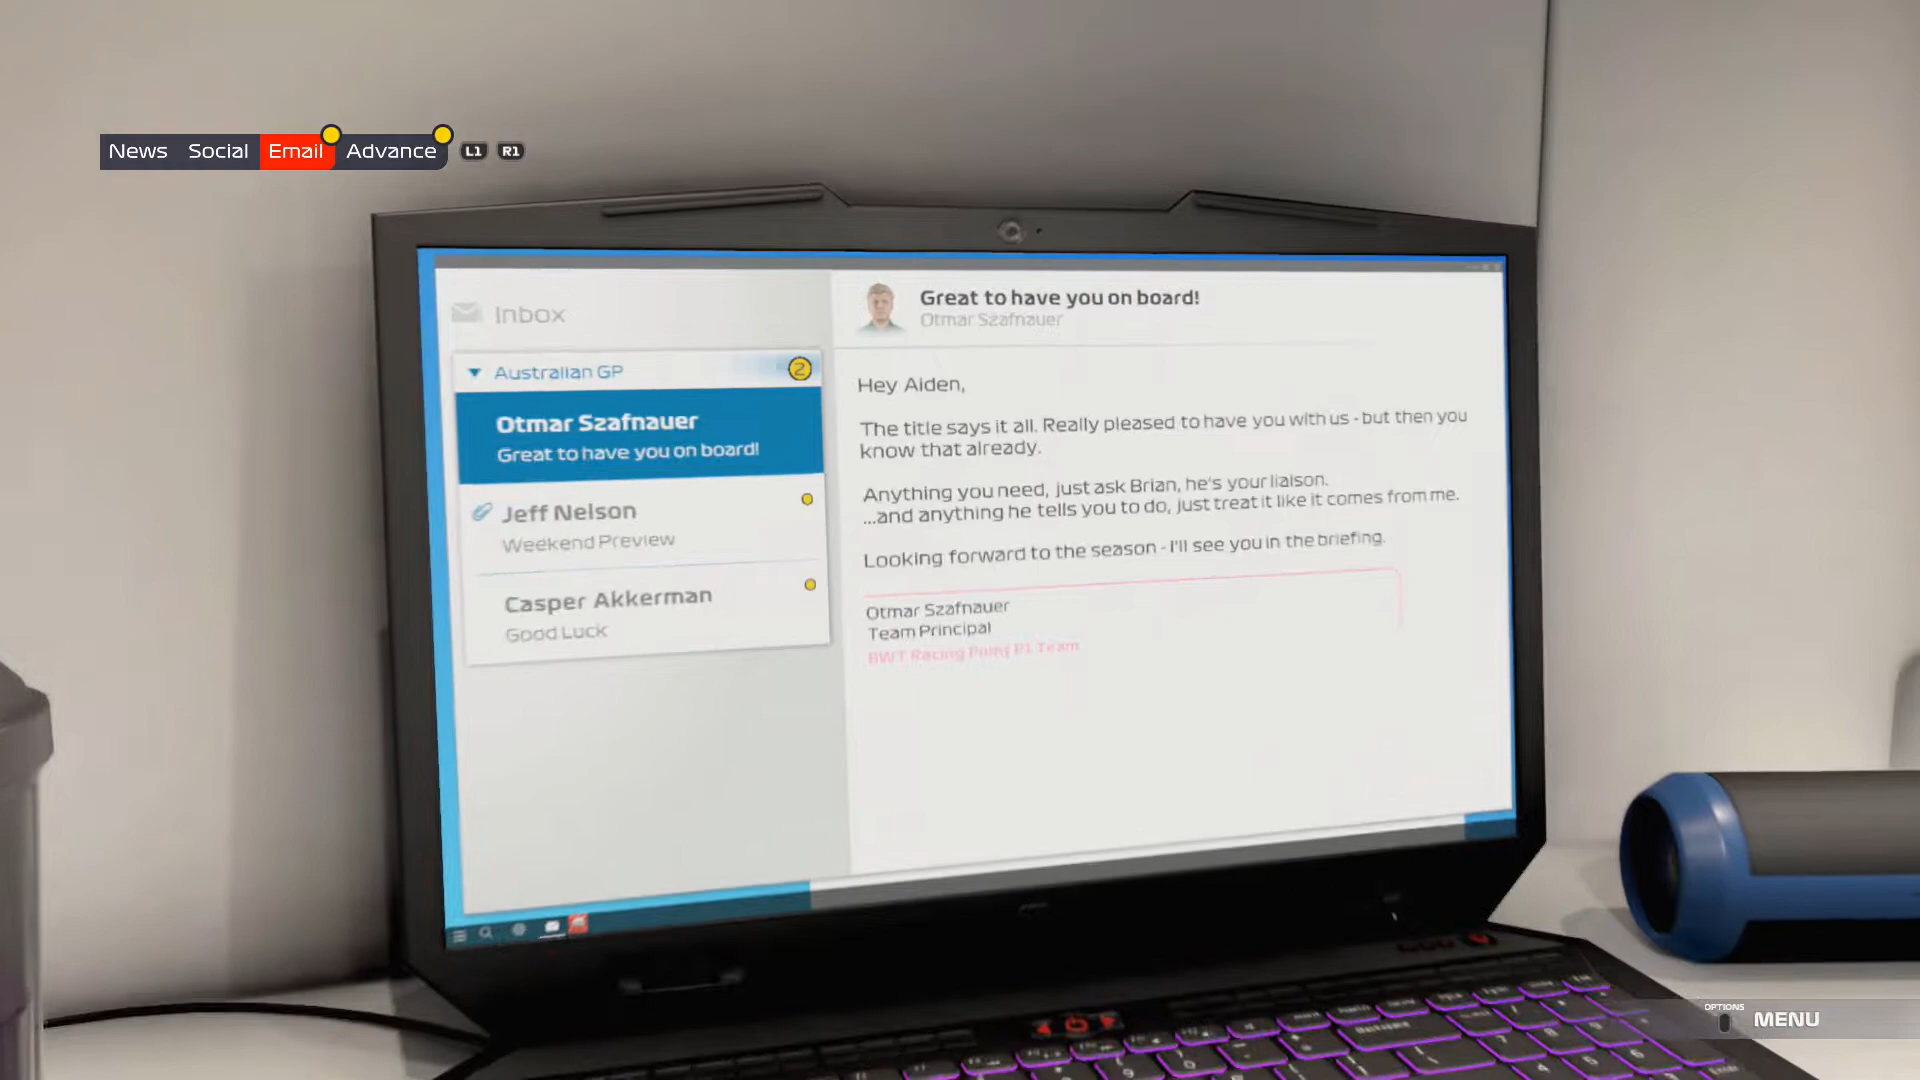 News Social Email Advance L1 R1
Inbox
Australian GP 2
Otmar Szafnauer
Great to have you on board!
Jeff Nelson
Weekend Preview
Casper Akkerman
Good Luck
Great to have you on board!
Otmar Szafnauer
Hey Aiden,
The title says it all. Really pleased to have you with us - but then you
know that already.
Anything you need, just ask Brian, he's your liaison.
...and anything he tells you to do, just treat it like it comes from me.
Looking forward to the season - I'll see you in the briefing.
Otmar Szafnauer
Team Principal
BWT Racing Point F1 Team
OPTIONS
MENU